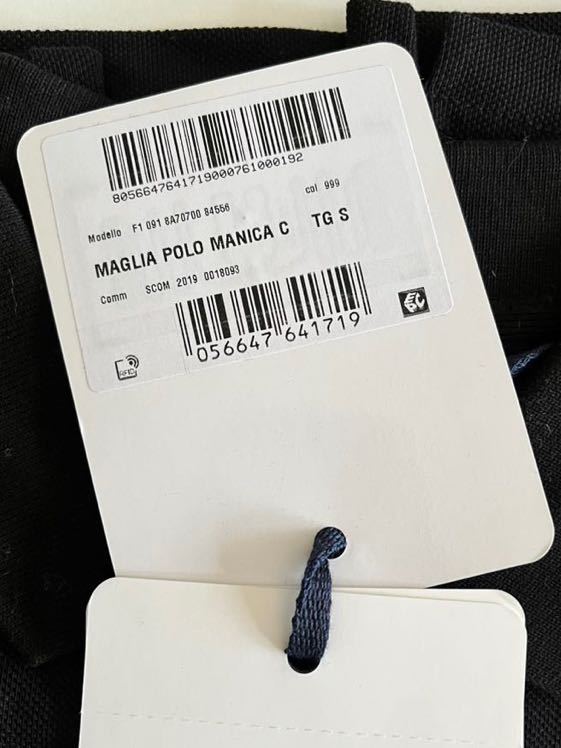 8056647641719000761000192
Modello F1 091 8A70700 84556 col 999
MAGLIA POLO MANICA C TG S
Comm SCOM 2019 0018093
056647 641719
RFID